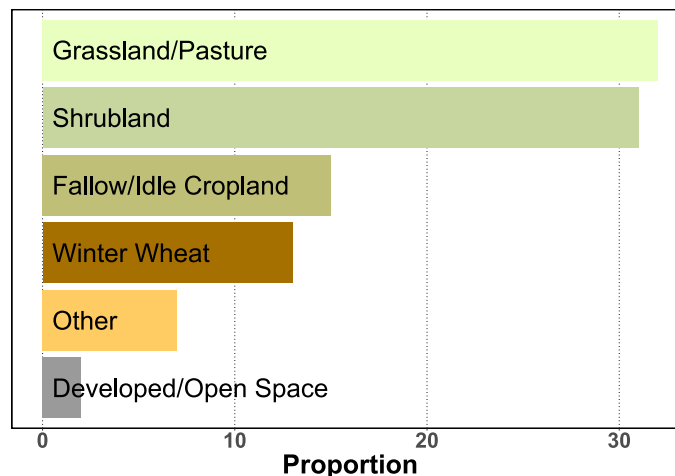 Grassland/Pasture
Shrubland
Fallow/Idle Cropland
Winter Wheat
Other
Developed/Open Space
0 10 20 30
Proportion